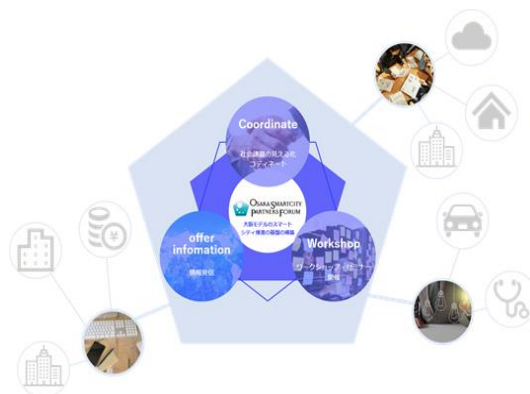 Coordinate
社会課題の見える化
コーディネート
OSAKA SMARTCITY
PARTNERS FORUM
大阪モデルのスマート
シティ推進の基盤の構築
offer
infomation
情報発信
Workshop
ワークショップ・セミナー
開催
¥